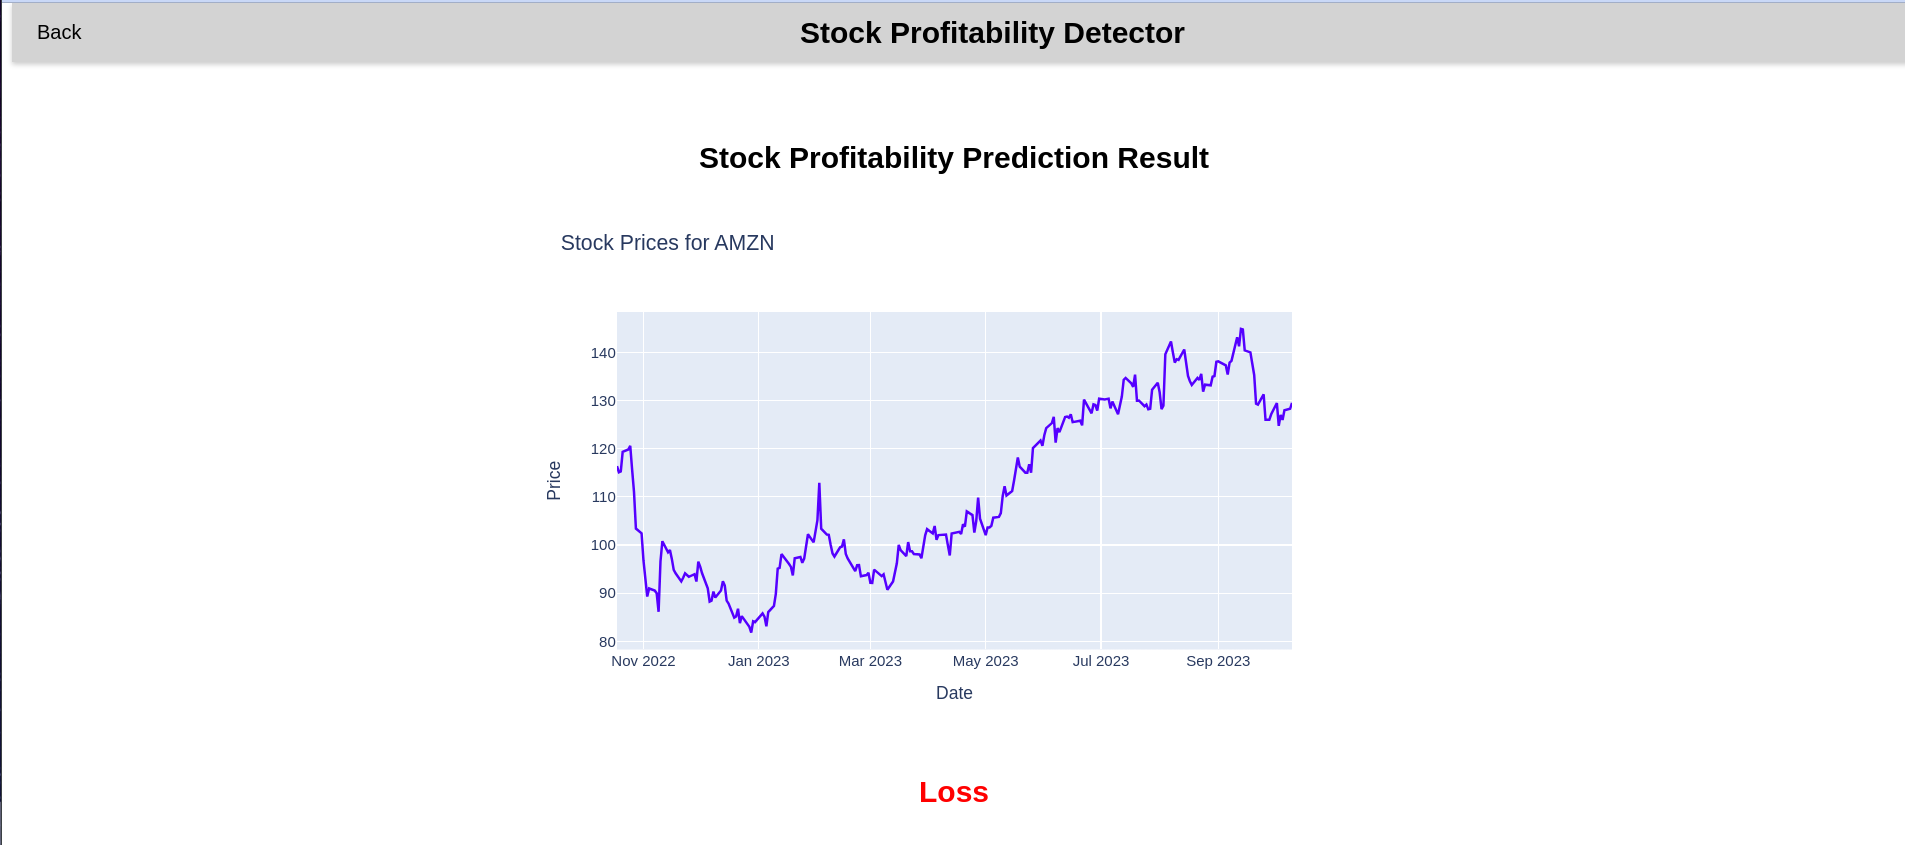 Back
Stock Profitability Detector
Stock Profitability Prediction Result
Stock Prices for AMZN
140
130
120
110
100
90
80
Price
Nov 2022 Jan 2023 Mar 2023 May 2023 Jul 2023 Sep 2023
Date
Loss